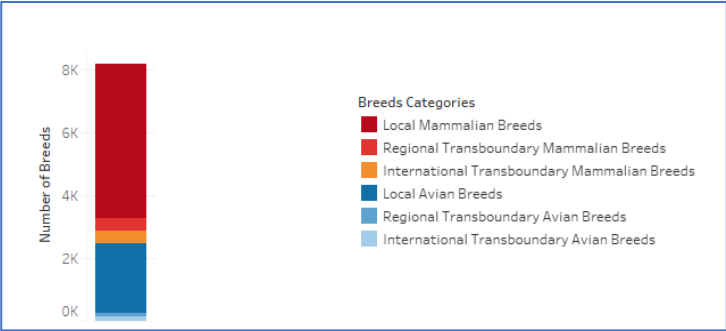 8K
6K
4K
2K
0K
Number of Breeds
Breeds Categories
Local Mammalian Breeds
Regional Transboundary Mammalian Breeds
International Transboundary Mammalian Breeds
Local Avian Breeds
Regional Transboundary Avian Breeds
International Transboundary Avian Breeds